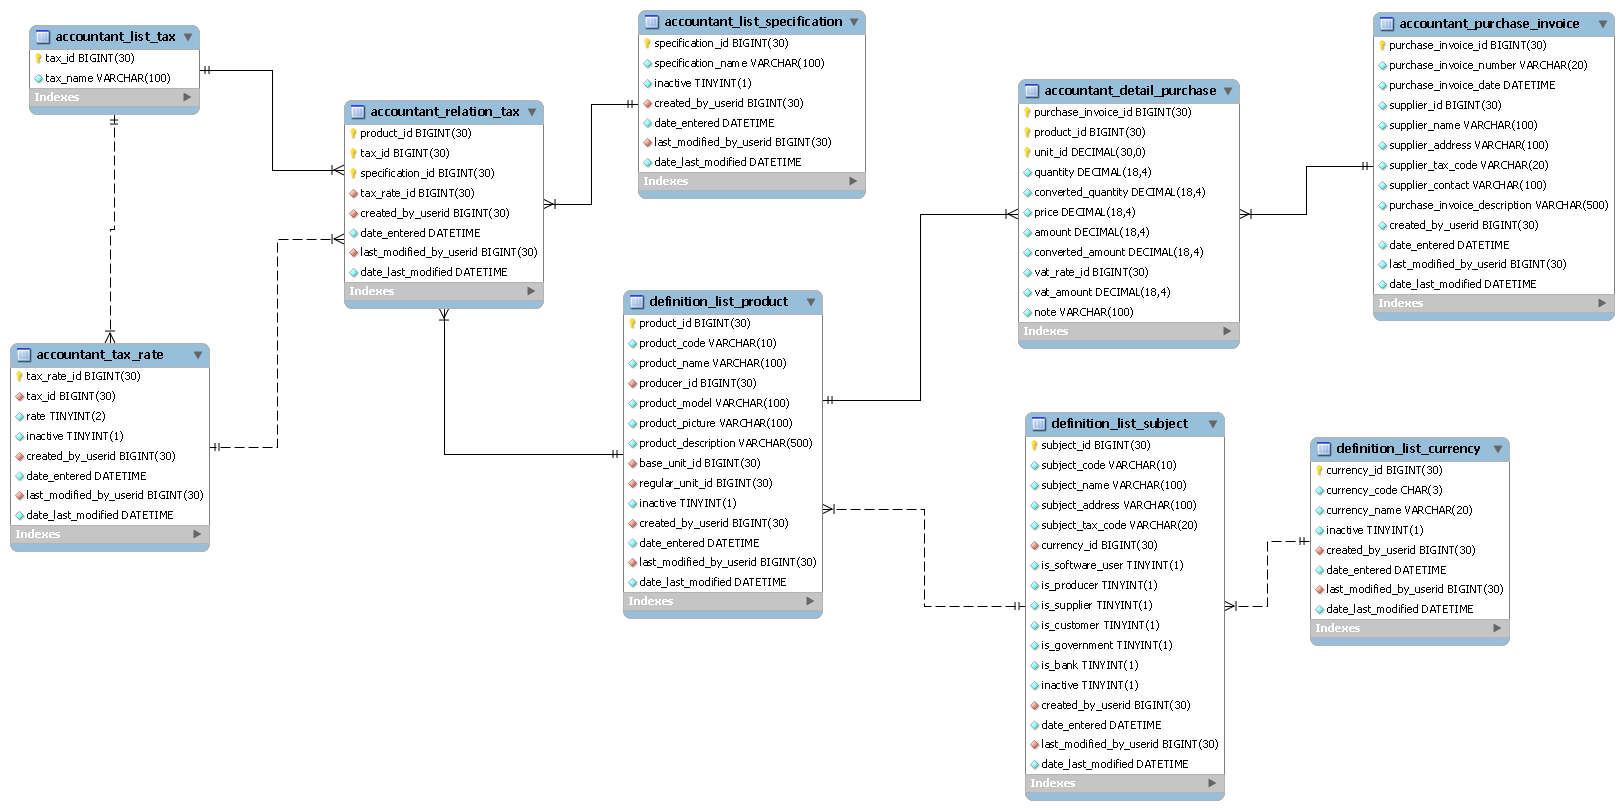 accountant_list_tax
tax_id BIGINT(30)
tax_name VARCHAR(100)
Indexes
accountant_relation_tax
product_id BIGINT(30)
tax_id BIGINT(30)
specification_id BIGINT(30)
tax_rate_id BIGINT(30)
created_by_userid BIGINT(30)
date_entered DATETIME
last_modified_by_userid BIGINT(30)
date_last_modified DATETIME
Indexes
accountant_list_specification
specification_id BIGINT(30)
specification_name VARCHAR(100)
inactive TINYINT(1)
created_by_userid BIGINT(30)
date_entered DATETIME
last_modified_by_userid BIGINT(30)
date_last_modified DATETIME
Indexes
accountant_detail_purchase
purchase_invoice_id BIGINT(30)
product_id BIGINT(30)
unit_id DECIMAL(30,0)
quantity DECIMAL(18,4)
converted_quantity DECIMAL(18,4)
price DECIMAL(18,4)
amount DECIMAL(18,4)
converted_amount DECIMAL(18,4)
vat_rate_id BIGINT(30)
vat_amount DECIMAL(18,4)
note VARCHAR(100)
Indexes
accountant_purchase_invoice
purchase_invoice_id BIGINT(30)
purchase_invoice_number VARCHAR(20)
purchase_invoice_date DATETIME
supplier_id BIGINT(30)
supplier_name VARCHAR(100)
supplier_address VARCHAR(100)
supplier_tax_code VARCHAR(20)
supplier_contact VARCHAR(100)
purchase_invoice_description VARCHAR(500)
created_by_userid BIGINT(30)
date_entered DATETIME
last_modified_by_userid BIGINT(30)
date_last_modified DATETIME
Indexes
accountant_tax_rate
tax_rate_id BIGINT(30)
tax_id BIGINT(30)
rate TINYINT(2)
inactive TINYINT(1)
created_by_userid BIGINT(30)
date_entered DATETIME
last_modified_by_userid BIGINT(30)
date_last_modified DATETIME
Indexes
definition_list_product
product_id BIGINT(30)
product_code VARCHAR(10)
product_name VARCHAR(100)
producer_id BIGINT(30)
product_model VARCHAR(100)
product_picture VARCHAR(100)
product_description VARCHAR(500)
base_unit_id BIGINT(30)
regular_unit_id BIGINT(30)
inactive TINYINT(1)
created_by_userid BIGINT(30)
date_entered DATETIME
last_modified_by_userid BIGINT(30)
date_last_modified DATETIME
Indexes
definition_list_subject
subject_id BIGINT(30)
subject_code VARCHAR(10)
subject_name VARCHAR(100)
subject_address VARCHAR(100)
subject_tax_code VARCHAR(20)
currency_id BIGINT(30)
is_software_user TINYINT(1)
is_producer TINYINT(1)
is_supplier TINYINT(1)
is_customer TINYINT(1)
is_government TINYINT(1)
is_bank TINYINT(1)
inactive TINYINT(1)
created_by_userid BIGINT(30)
date_entered DATETIME
last_modified_by_userid BIGINT(30)
date_last_modified DATETIME
Indexes
definition_list_currency
currency_id BIGINT(30)
currency_code CHAR(3)
currency_name VARCHAR(20)
inactive TINYINT(1)
created_by_userid BIGINT(30)
date_entered DATETIME
last_modified_by_userid BIGINT(30)
date_last_modified DATETIME
Indexes